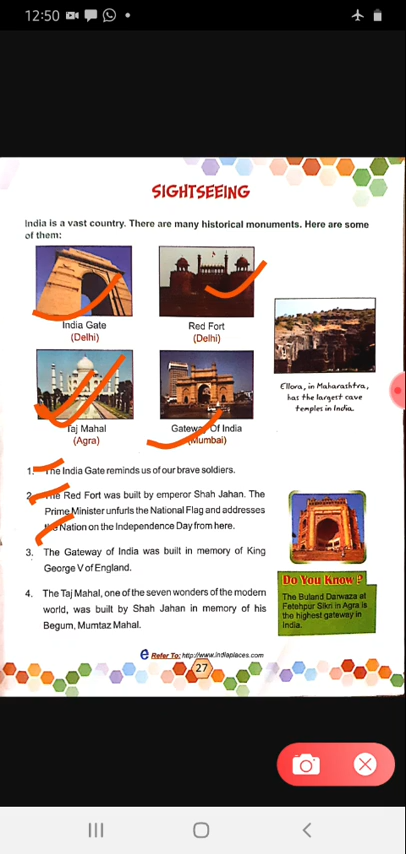 12:50
SIGHTSEEING
India is a vast country. There are many historical monuments. Here are some
of them:
India Gate
(Delhi)
Red Fort
(Delhi)
Taj Mahal
(Agra)
Gateway Of India
(Mumbai)
Ellora, in Maharashtra,
has the largest cave
temples in India.
1. The India Gate reminds us of our brave soldiers.
2. The Red Fort was built by emperor Shah Jahan. The
Prime Minister unfurls the National Flag and addresses
the Nation on the Independence Day from here.
3. The Gateway of India was built in memory of King
George V of England.
4. The Taj Mahal, one of the seven wonders of the modern
world, was built by Shah Jahan in memory of his
Begum, Mumtaz Mahal.
Do You Know ?
The Buland Darwaza at
Fatehpur Sikri in Agra is
the highest gateway in
India.
e Refer To: http://www.indiaplaces.com
27